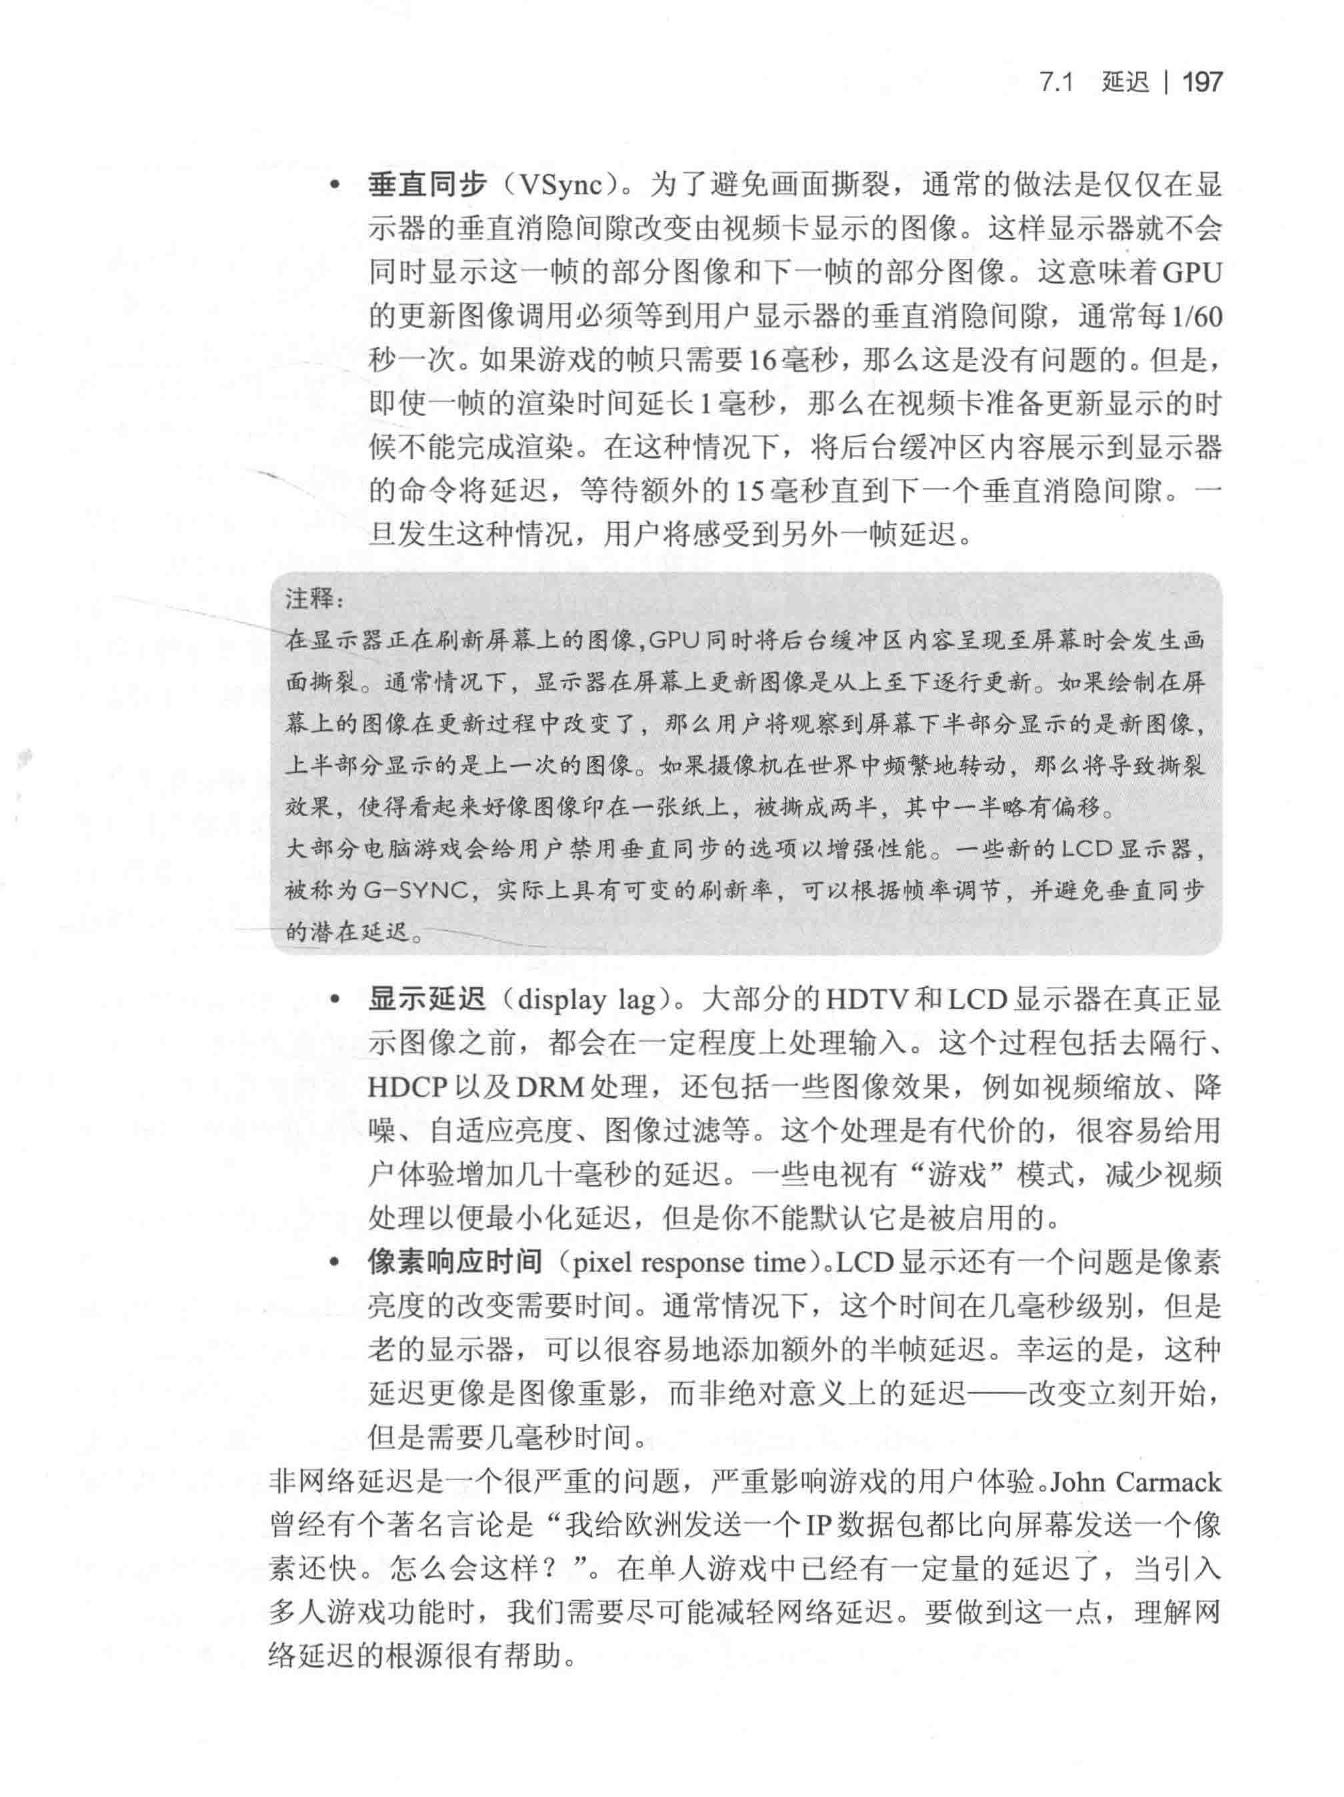 7.1 延迟 | 197
• 垂直同步（VSync）。为了避免画面撕裂，通常的做法是仅仅在显
示器的垂直消隐间隙改变由视频卡显示的图像。这样显示器就不会
同时显示这一帧的部分图像和下一帧的部分图像。这意味着GPU
的更新图像调用必须等到用户显示器的垂直消隐间隙，通常每1/60
秒一次。如果游戏的帧只需要16毫秒，那么这是没有问题的。但是，
即使一帧的渲染时间延长1毫秒，那么在视频卡准备更新显示的时
候不能完成渲染。在这种情况下，将后台缓冲区内容展示到显示器
的命令将延迟，等待额外的15毫秒直到下一个垂直消隐间隙。一
旦发生这种情况，用户将感受到另外一帧延迟。
注释：
在显示器正在刷新屏幕上的图像，GPU同时将后台缓冲区内容呈现至屏幕时会发生画
面撕裂。通常情况下，显示器在屏幕上更新图像是从上至下逐行更新。如果绘制在屏
幕上的图像在更新过程中改变了，那么用户将观察到屏幕下半部分显示的是新图像，
上半部分显示的是上一次的图像。如果摄像机在世界中频繁地转动，那么将导致撕裂
效果，使得看起来好像图像印在一张纸上，被撕成两半，其中一半略有偏移。
大部分电脑游戏会给用户禁用垂直同步的选项以增强性能。一些新的LCD显示器，
被称为G-SYNC，实际上具有可变的刷新率，可以根据帧率调节，并避免垂直同步
的潜在延迟。
• 显示延迟（display lag）。大部分的HDTV和LCD显示器在真正显
示图像之前，都会在一定程度上处理输入。这个过程包括去隔行、
HDCP以及DRM处理，还包括一些图像效果，例如视频缩放、降
噪、自适应亮度、图像过滤等。这个处理是有代价的，很容易给用
户体验增加几十毫秒的延迟。一些电视有“游戏”模式，减少视频
处理以便最小化延迟，但是你不能默认它是被启用的。
• 像素响应时间（pixel response time）。LCD显示还有一个问题是像素
亮度的改变需要时间。通常情况下，这个时间在几毫秒级别，但是
老的显示器，可以很容易地添加额外的半帧延迟。幸运的是，这种
延迟更像是图像重影，而非绝对意义上的延迟——改变立刻开始，
但是需要几毫秒时间。
非网络延迟是一个很严重的问题，严重影响游戏的用户体验。John Carmack
曾经有个著名言论是“我给欧洲发送一个IP数据包都比向屏幕发送一个像
素还快。怎么会这样？”。在单人游戏中已经有一定量的延迟了，当引入
多人游戏功能时，我们需要尽可能减轻网络延迟。要做到这一点，理解网
络延迟的根源很有帮助。